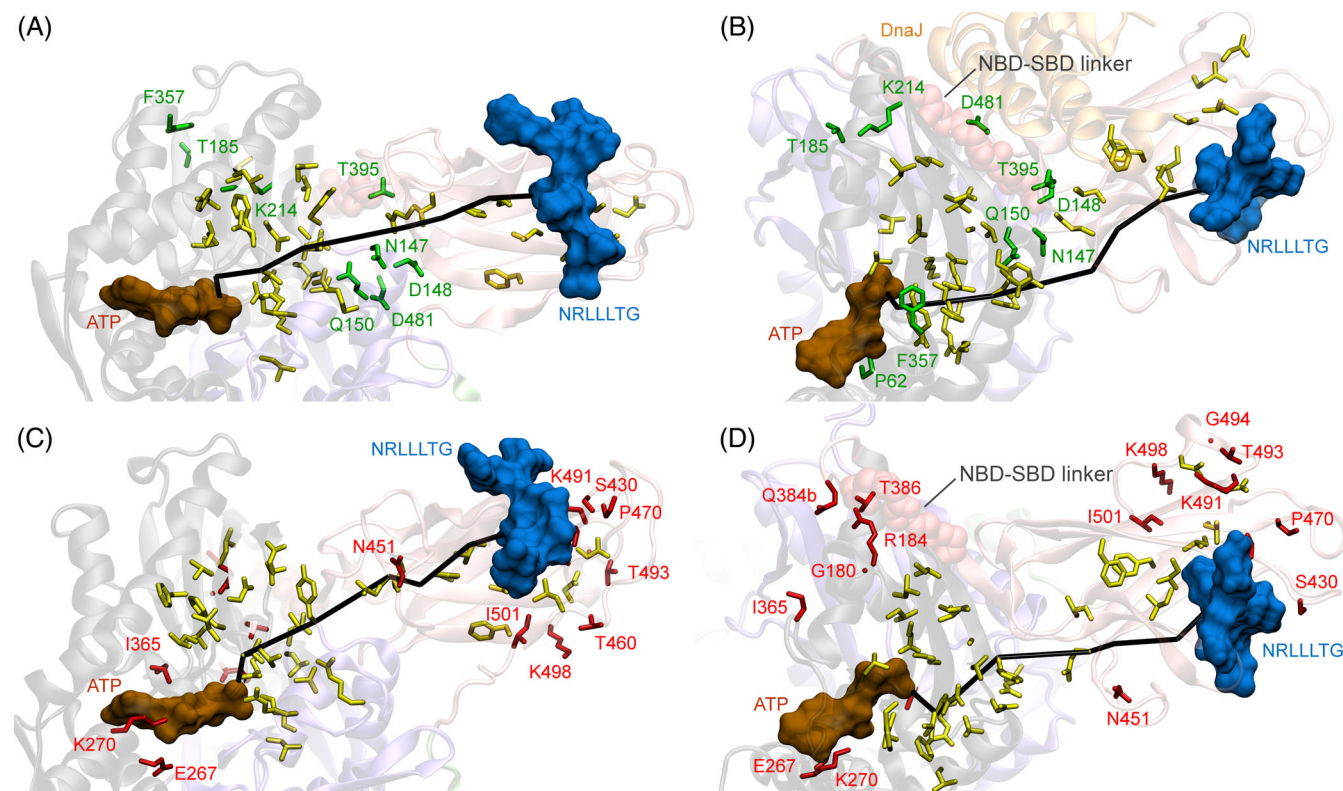 (A)
F357
T185
K214
T395
N147
D148
Q150
D481
ATP
NRLLLTG
(B)
DnaJ
NBD-SBD linker
K214
D481
T185
T395
D148
Q150
N147
NRLLLTG
ATP
F357
P62
(C)
NRLLLTG
K491
S430
P470
N451
T493
I501
T460
K498
I365
ATP
K270
E267
(D)
G494
K498
T493
NBD-SBD linker
Q384b
T386
K491
I501
P470
R184
G180
S430
I365
NRLLLTG
ATP
N451
E267
K270